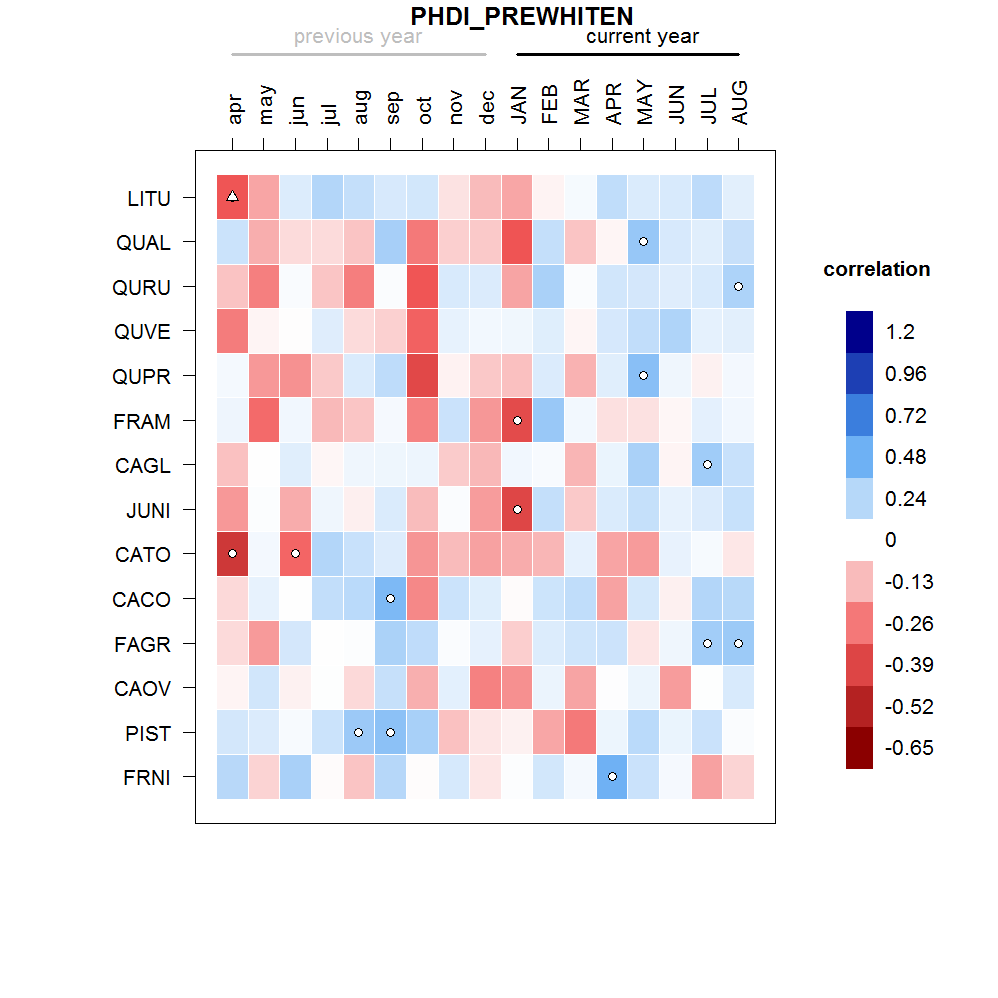 PHDI_PREWHITEN
previous year current year
apr may jun jul aug sep oct nov dec JAN FEB MAR APR MAY JUN JUL AUG
LITU
QUAL
QURU
QUVE
QUPR
FRAM
CAGL
JUNI
CATO
CACO
FAGR
CAOV
PIST
FRNI
correlation
1.2
0.96
0.72
0.48
0.24
0
-0.13
-0.26
-0.39
-0.52
-0.65